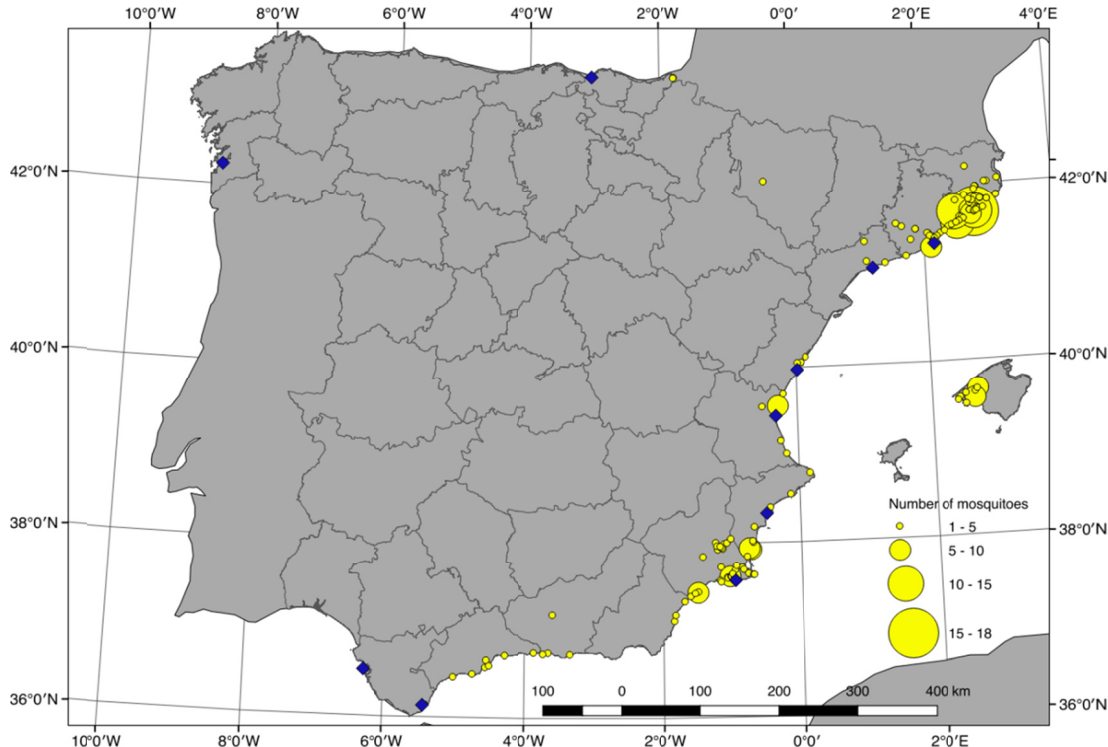 10°0'W 8°0'W 6°0'W 4°0'W 2°0'W 0°0' 2°0'E 4°0'E
42°0'N 42°0'N
40°0'N 40°0'N
38°0'N 38°0'N
36°0'N 36°0'N
Number of mosquitoes
1 - 5
5 - 10
10 - 15
15 - 18
100 0 100 200 300 400 km
10°0'W 8°0'W 6°0'W 4°0'W 2°0'W 0°0' 2°0'E